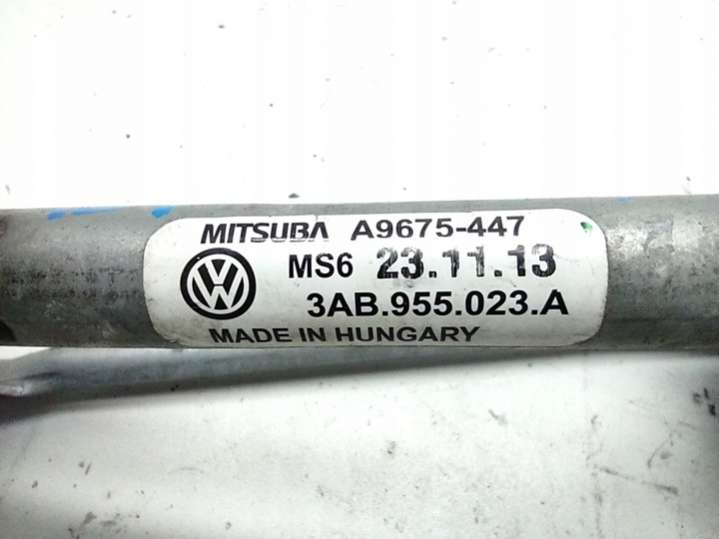 MITSUBA A9675-447
MS6 23.11.13
3AB.955.023.A
MADE IN HUNGARY